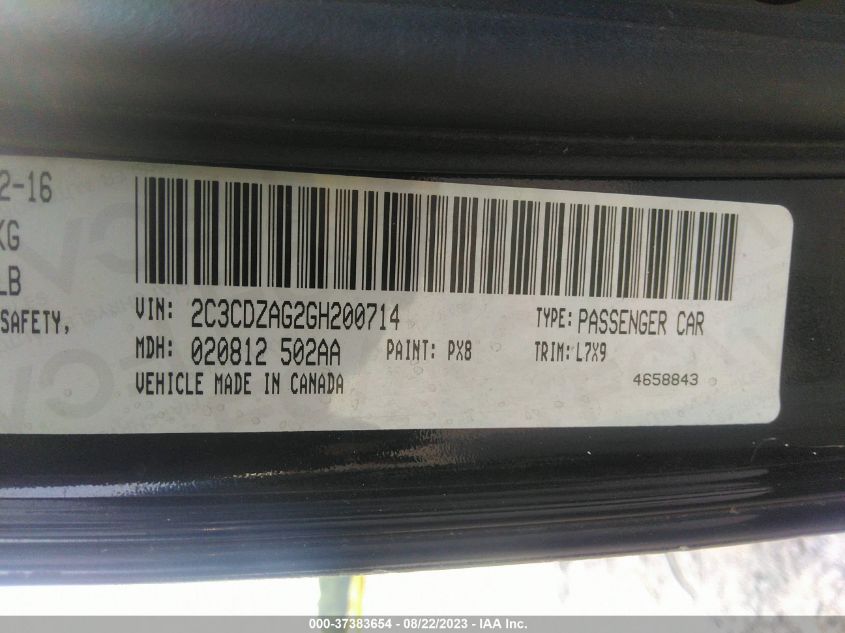 2-16
KG
LB
SAFETY,
VIN: 2C3CDZAG2GH200714
TYPE: PASSENGER CAR
MDH: 020812 502AA
PAINT: PX8
TRIM: L7X9
VEHICLE MADE IN CANADA
4658843
000-37383654 - 08/22/2023 - IAA Inc.